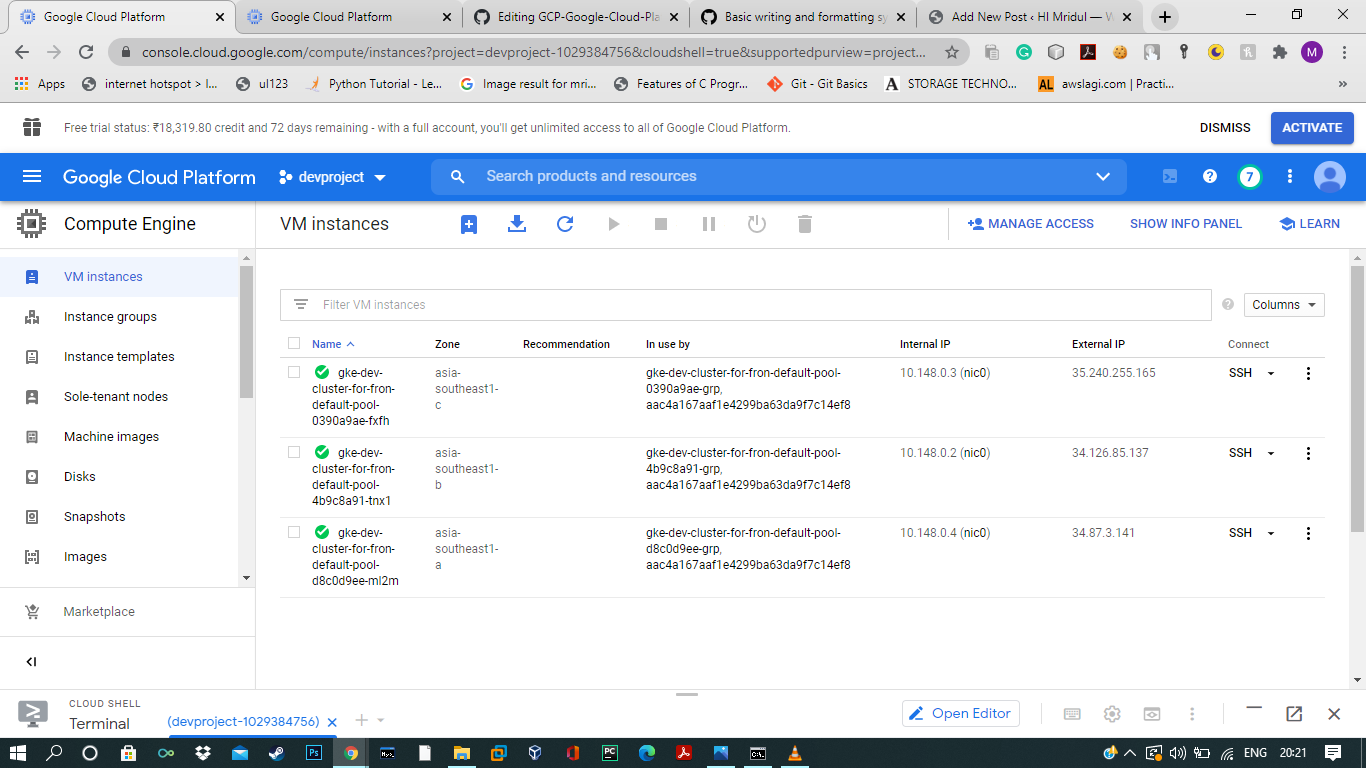 Google Cloud Platform
Google Cloud Platform
Editing GCP-Google-Cloud-Pla
Basic writing and formatting sy
Add New Post ‹ HI Mridul — W
console.cloud.google.com/compute/instances?project=devproject-1029384756&cloudshell=true&supportedpurview=project...
M
Apps
internet hotspot > I...
ul123
Python Tutorial - Le...
Image result for mri...
Features of C Progr...
Git - Git Basics
STORAGE TECHNO...
awslagi.com | Practi...
Free trial status: ₹18,319.80 credit and 72 days remaining - with a full account, you'll get unlimited access to all of Google Cloud Platform.
DISMISS
ACTIVATE
Google Cloud Platform
devproject
Search products and resources
7
Compute Engine
VM instances
MANAGE ACCESS
SHOW INFO PANEL
LEARN
VM instances
Instance groups
Instance templates
Sole-tenant nodes
Machine images
Disks
Snapshots
Images
Marketplace
Filter VM instances
Columns
Name
Zone
Recommendation
In use by
Internal IP
External IP
Connect
gke-dev-
cluster-for-fron-
default-pool-
0390a9ae-fxfh
asia-
southeast1-
c
gke-dev-cluster-for-fron-default-pool-
0390a9ae-grp,
aac4a167aaf1e4299ba63da9f7c14ef8
10.148.0.3 (nic0)
35.240.255.165
SSH
gke-dev-
cluster-for-fron-
default-pool-
4b9c8a91-tnx1
asia-
southeast1-
b
gke-dev-cluster-for-fron-default-pool-
4b9c8a91-grp,
aac4a167aaf1e4299ba63da9f7c14ef8
10.148.0.2 (nic0)
34.126.85.137
SSH
gke-dev-
cluster-for-fron-
default-pool-
d8c0d9ee-ml2m
asia-
southeast1-
a
gke-dev-cluster-for-fron-default-pool-
d8c0d9ee-grp,
aac4a167aaf1e4299ba63da9f7c14ef8
10.148.0.4 (nic0)
34.87.3.141
SSH
CLOUD SHELL
Terminal
(devproject-1029384756)
Open Editor
ENG
20:21